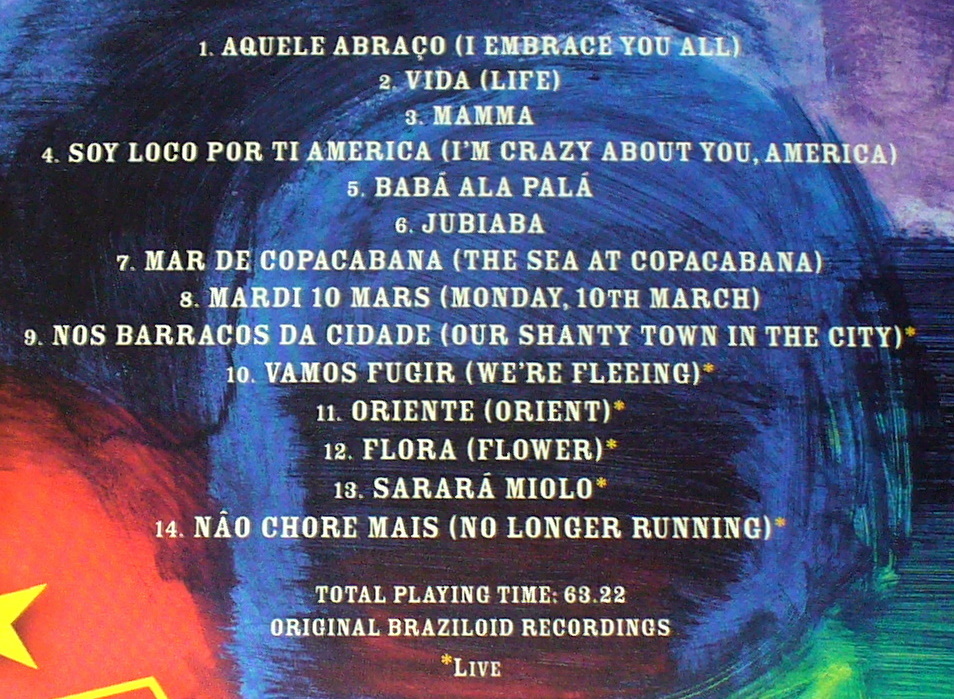 1. AQUELE ABRAÇO (I EMBRACE YOU ALL)
2. VIDA (LIFE)
3. MAMMA
4. SOY LOCO POR TI AMERICA (I'M CRAZY ABOUT YOU, AMERICA)
5. BABÁ ALA PALÁ
6. JUBIABA
7. MAR DE COPACABANA (THE SEA AT COPACABANA)
8. MARDI 10 MARS (MONDAY, 10TH MARCH)
9. NOS BARRACOS DA CIDADE (OUR SHANTY TOWN IN THE CITY)*
10. VAMOS FUGIR (WE'RE FLEEING)*
11. ORIENTE (ORIENT)*
12. FLORA (FLOWER)*
13. SARARÁ MIOLO*
14. NÂO CHORE MAIS (NO LONGER RUNNING)*
TOTAL PLAYING TIME: 63.22
ORIGINAL BRAZILOID RECORDINGS
*LIVE